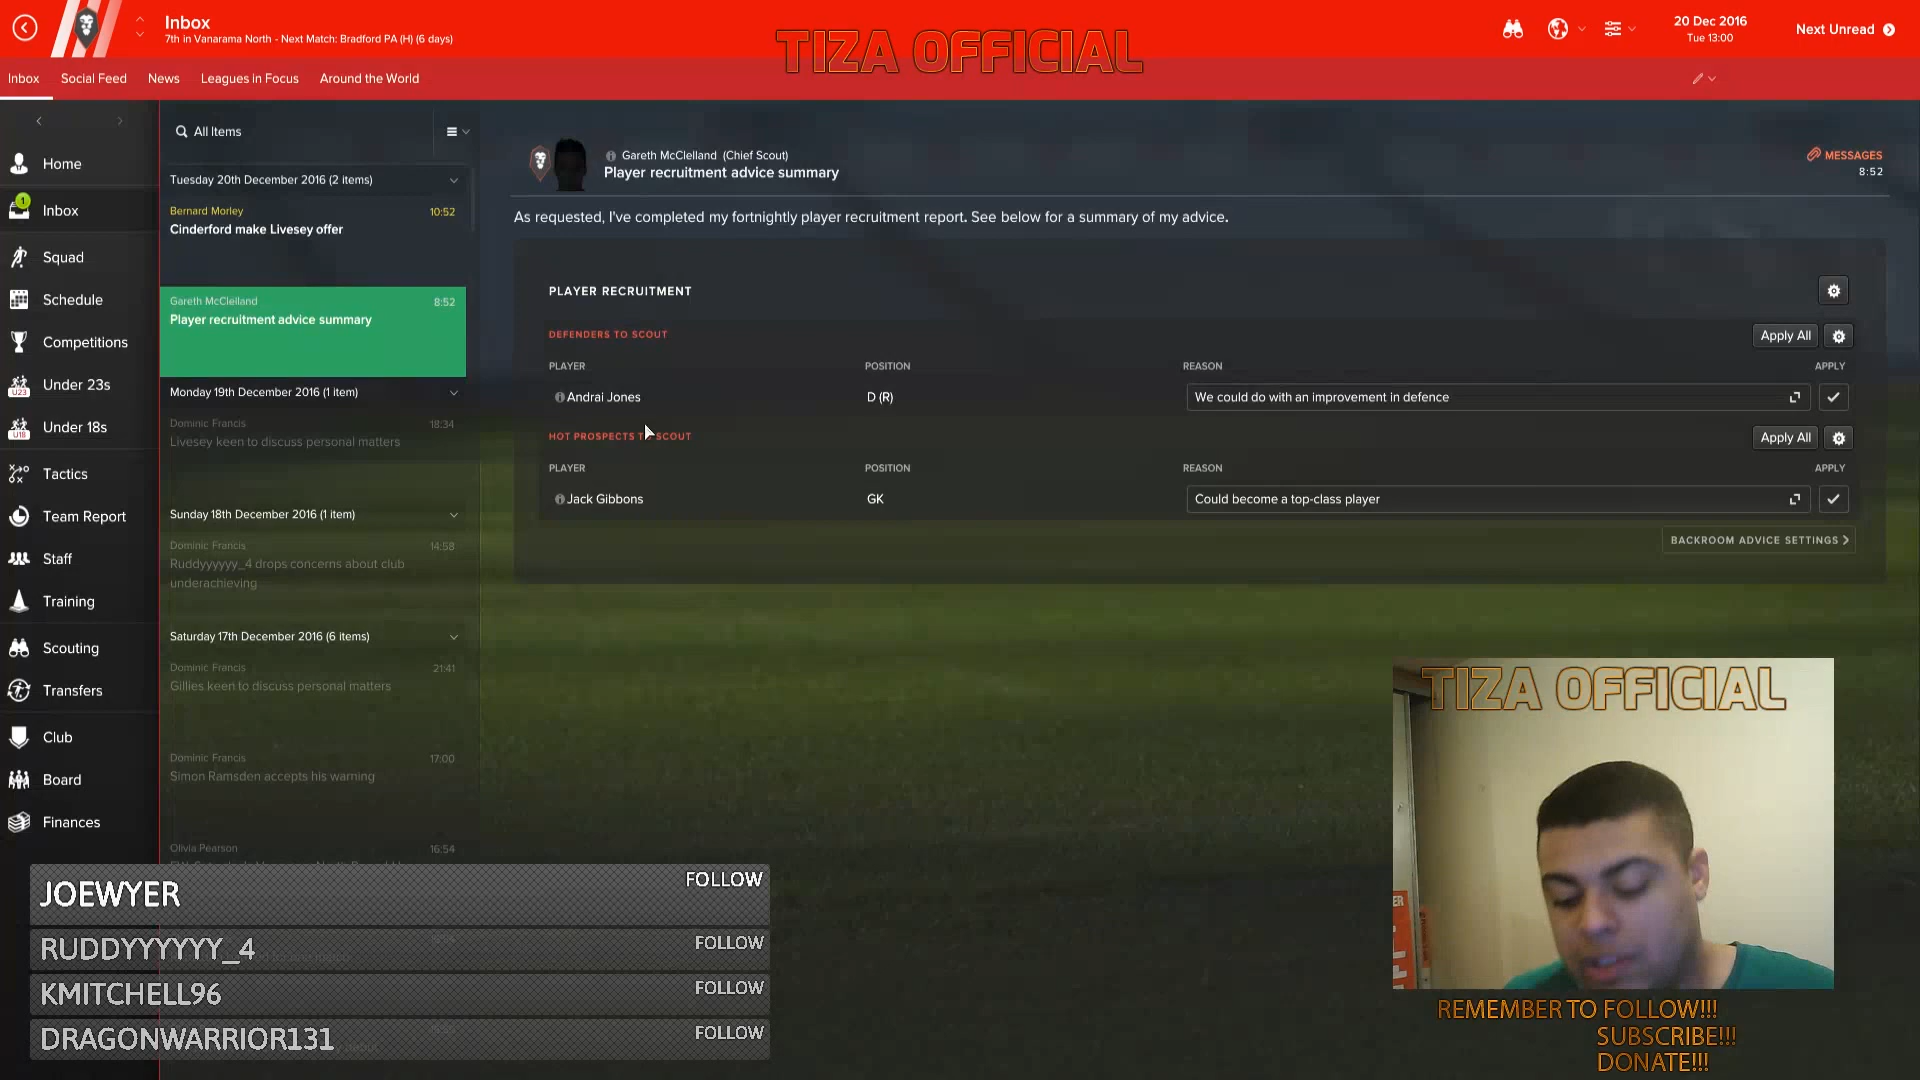 Inbox
7th in Vanarama North - Next Match: Bradford PA (H) (6 days)
TIZA OFFICIAL
20 Dec 2016
Tue 13:00
Next Unread
Inbox
Social Feed
News
Leagues in Focus
Around the World
Home
1
Inbox
Squad
Schedule
Competitions
U23
Under 23s
U18
Under 18s
Tactics
Team Report
Staff
Training
Scouting
Transfers
Club
Board
Finances
All Items
Tuesday 20th December 2016 (2 items)
Bernard Morley 10:52
Cinderford make Livesey offer
Gareth McClelland 8:52
Player recruitment advice summary
Monday 19th December 2016 (1 item)
Dominic Francis 18:34
Livesey keen to discuss personal matters
Sunday 18th December 2016 (1 item)
Dominic Francis 14:58
Ruddyyyyyy_4 drops concerns about club
underachieving
Saturday 17th December 2016 (6 items)
Dominic Francis 21:41
Gillies keen to discuss personal matters
Dominic Francis 17:00
Simon Ramsden accepts his warning
Olivia Pearson 16:54
Gareth McClelland (Chief Scout)
Player recruitment advice summary
MESSAGES
8:52
As requested, I've completed my fortnightly player recruitment report. See below for a summary of my advice.
PLAYER RECRUITMENT
DEFENDERS TO SCOUT
Apply All
PLAYER POSITION REASON APPLY
Andrai Jones D (R) We could do with an improvement in defence
HOT PROSPECTS TO SCOUT
Apply All
PLAYER POSITION REASON APPLY
Jack Gibbons GK Could become a top-class player
BACKROOM ADVICE SETTINGS
JOEWYER FOLLOW
RUDDYYYYYY_4 FOLLOW
KMITCHELL96 FOLLOW
DRAGONWARRIOR131 FOLLOW
TIZA OFFICIAL
REMEMBER TO FOLLOW!!!
SUBSCRIBE!!!
DONATE!!!